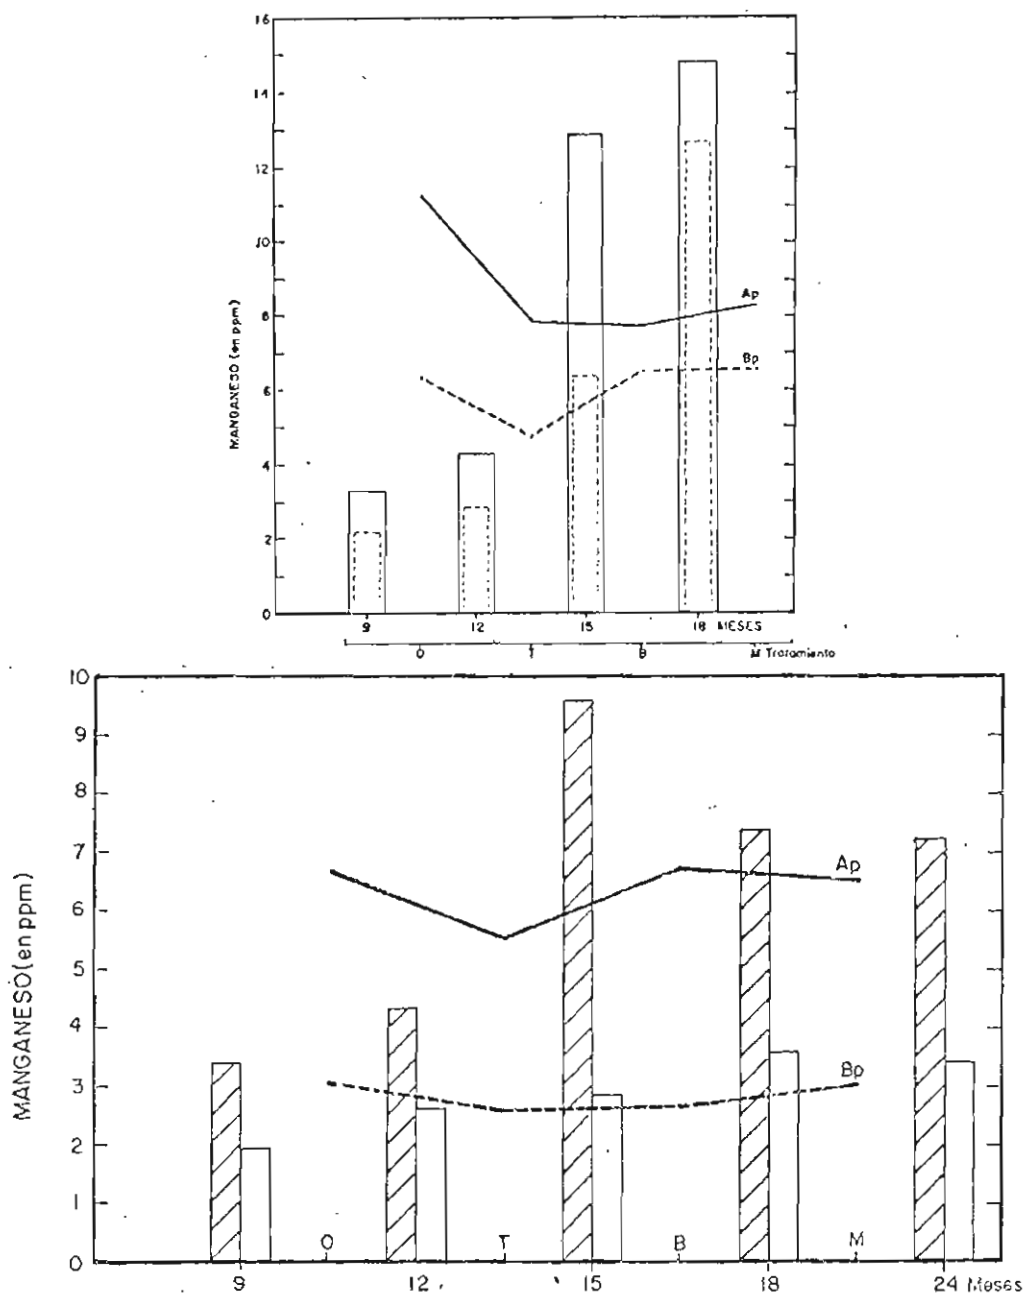 16
14
12
10
8
6
4
2
0
MANGANESO (en ppm)
Ap
Bp
9 12 15 18 MESES
O T B M Tratamiento
10
9
8
7
6
5
4
3
2
1
0
MANGANESO (en ppm)
Ap
Bp
O T B M
9 12 15 18 24 Meses